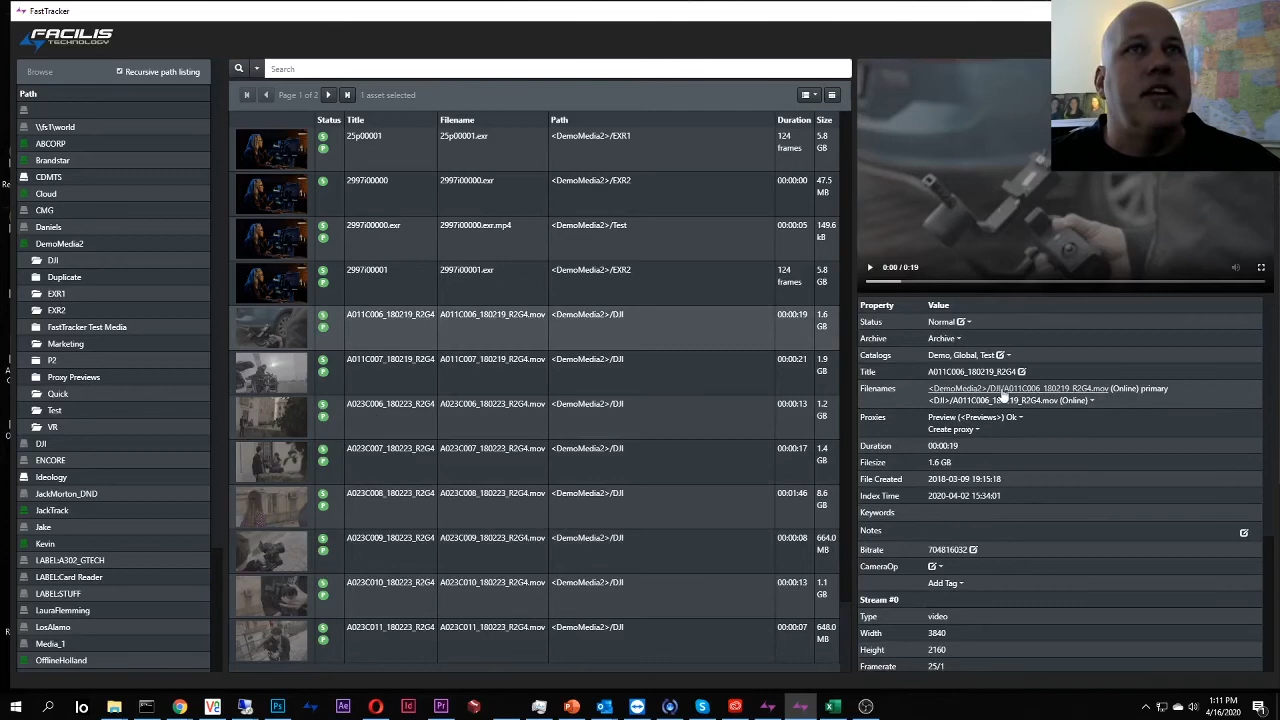 FastTracker
FACILIS
TECHNOLOGY
Browse
Recursive path listing
Search
Page 1 of 2
1 asset selected
Path
\\fs1\world
ABCORP
Brandstar
CDMTS
Cloud
CMG
Daniels
DemoMedia2
DJI
Duplicate
EXR1
EXR2
FastTracker Test Media
Marketing
P2
Proxy Previews
Quick
Test
VR
DJI
ENCORE
Ideology
JackMorton_DND
JackTrack
Jake
Kevin
LABEL:A302_GTECH
LABEL:Card Reader
LABEL:STUFF
LauraFlemming
LosAlamo
Media_1
OfflineHolland
Status Title Filename Path Duration Size
S 25p00001 25p00001.exr <DemoMedia2>/EXR1 124 5.8
P frames GB
S 2997i00000 2997i00000.exr <DemoMedia2>/EXR2 00:00:00 47.5
MB
S 2997i00000.exr 2997i00000.exr.mp4 <DemoMedia2>/Test 00:00:05 149.6
P kB
S 2997i00001 2997i00001.exr <DemoMedia2>/EXR2 124 5.8
P frames GB
S A011C006_180219_R2G4 A011C006_180219_R2G4.mov <DemoMedia2>/DJI 00:00:19 1.6
P GB
S A011C007_180219_R2G4 A011C007_180219_R2G4.mov <DemoMedia2>/DJI 00:00:21 1.9
P GB
S A023C006_180223_R2G4 A023C006_180223_R2G4.mov <DemoMedia2>/DJI 00:00:13 1.2
P GB
S A023C007_180223_R2G4 A023C007_180223_R2G4.mov <DemoMedia2>/DJI 00:00:17 1.4
P GB
S A023C008_180223_R2G4 A023C008_180223_R2G4.mov <DemoMedia2>/DJI 00:01:46 8.6
P GB
S A023C009_180223_R2G4 A023C009_180223_R2G4.mov <DemoMedia2>/DJI 00:00:08 664.0
P MB
S A023C010_180223_R2G4 A023C010_180223_R2G4.mov <DemoMedia2>/DJI 00:00:13 1.1
P GB
S A023C011_180223_R2G4 A023C011_180223_R2G4.mov <DemoMedia2>/DJI 00:00:07 648.0
P MB
0:00 / 0:19
Property Value
Status Normal
Archive Archive
Catalogs Demo, Global, Test
Title A011C006_180219_R2G4
Filenames <DemoMedia2>/DJI/A011C006_180219_R2G4.mov (Online) primary
(Online)
Proxies Preview (<Previews>) Ok
Create proxy
Duration 00:00:19
Filesize 1.6 GB
File Created 2018-03-09 19:15:18
Index Time 2020-04-02 15:34:01
Keywords
Notes
Bitrate 704816032
CameraOp
Add Tag
Stream #0
Type video
Width 3840
Height 2160
Framerate 25/1
Ps Ae Id Pr
1:11 PM
4/16/2020